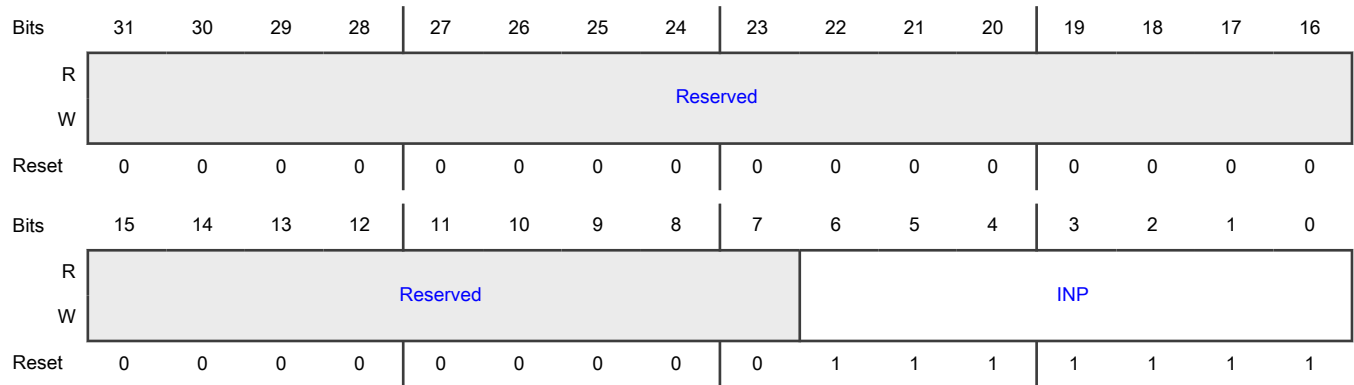 Bits 31 30 29 28 27 26 25 24 23 22 21 20 19 18 17 16
R
Reserved
W
Reset 0 0 0 0 0 0 0 0 0 0 0 0 0 0 0 0
Bits 15 14 13 12 11 10 9 8 7 6 5 4 3 2 1 0
R
Reserved INP
W
Reset 0 0 0 0 0 0 0 0 0 1 1 1 1 1 1 1